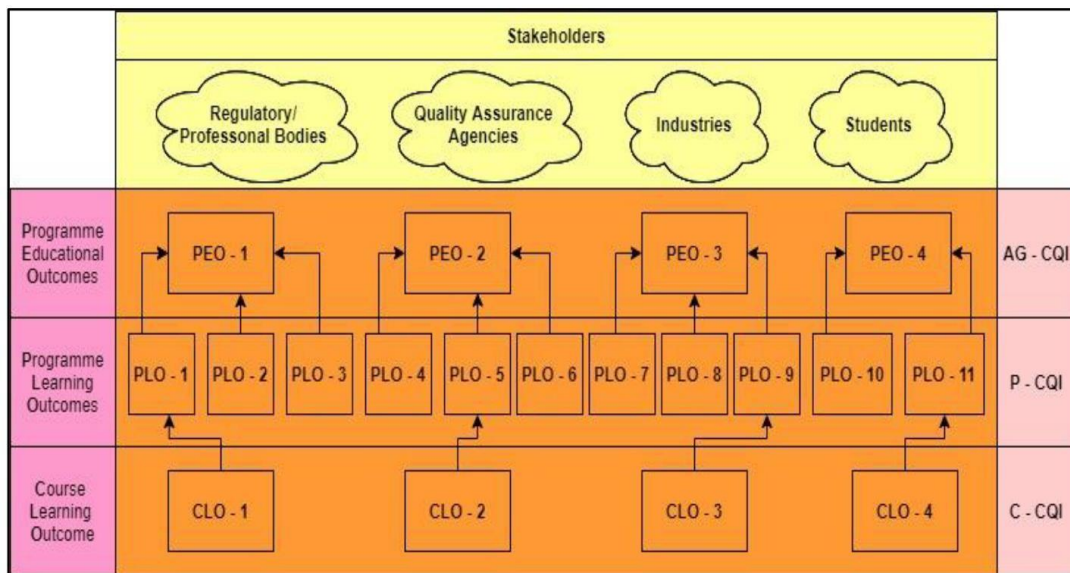 Stakeholders
Regulatory/
Professonal Bodies
Quality Assurance
Agencies
Industries
Students
Programme
Educational
Outcomes
PEO - 1
PEO - 2
PEO - 3
PEO - 4
AG - CQI
Programme
Learning
Outcomes
PLO - 1
PLO - 2
PLO - 3
PLO - 4
PLO - 5
PLO - 6
PLO - 7
PLO - 8
PLO - 9
PLO - 10
PLO - 11
P - CQI
Course
Learning
Outcome
CLO - 1
CLO - 2
CLO - 3
CLO - 4
C - CQI